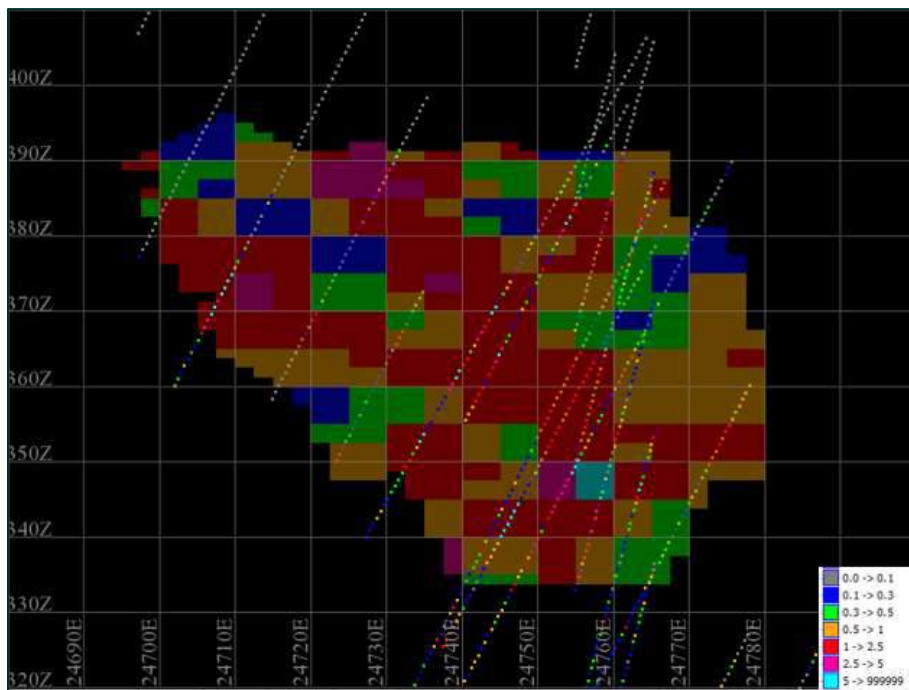 400Z
390Z
380Z
370Z
360Z
350Z
340Z
330Z
320Z
24690E
24700E
24710E
24720E
24730E
24740E
24750E
24760E
24770E
24780E
0.0 -> 0.1
0.1 -> 0.3
0.3 -> 0.5
0.5 -> 1
1 -> 2.5
2.5 -> 5
5 -> 999999